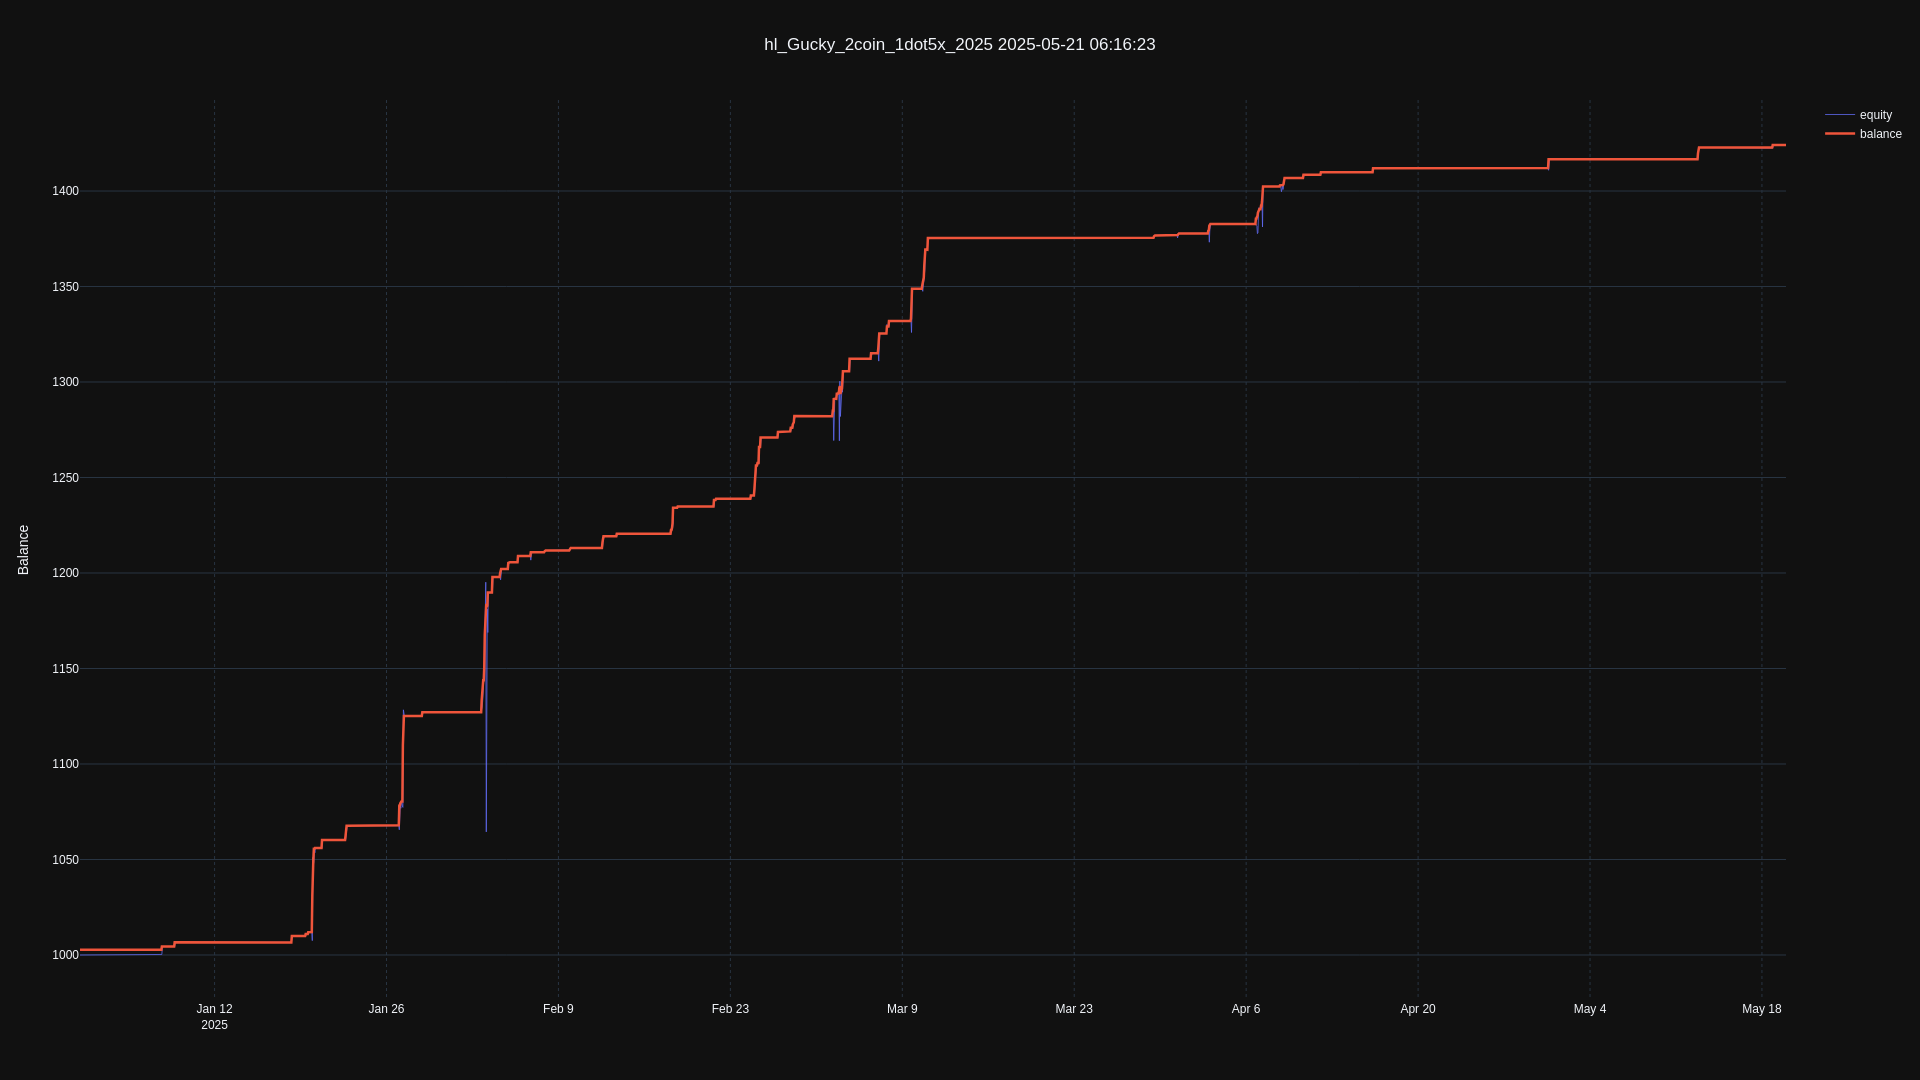 hl_Gucky_2coin_1dot5x_2025 2025-05-21 06:16:23
equity
balance
Balance
1400
1350
1300
1250
1200
1150
1100
1050
1000
Jan 12
2025
Jan 26
Feb 9
Feb 23
Mar 9
Mar 23
Apr 6
Apr 20
May 4
May 18